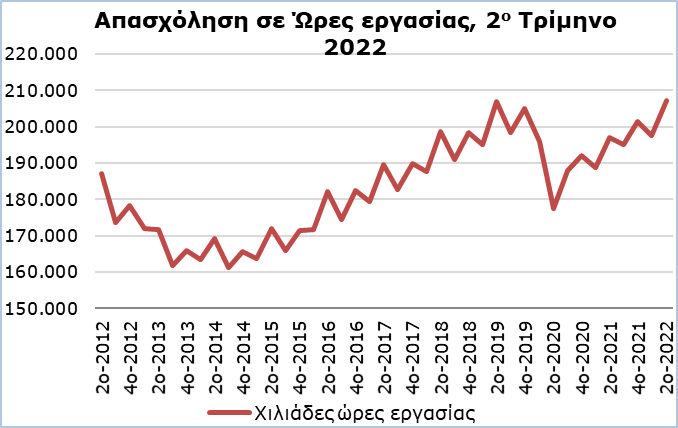 Απασχόληση σε Ώρες εργασίας, 2ο Τρίμηνο
2022
220.000
210.000
200.000
190.000
180.000
170.000
160.000
150.000
2ο-2012
4ο-2012
2ο-2013
4ο-2013
2ο-2014
4ο-2014
2ο-2015
4ο-2015
2ο-2016
4ο-2016
2ο-2017
4ο-2017
2ο-2018
4ο-2018
2ο-2019
4ο-2019
2ο-2020
4ο-2020
2ο-2021
4ο-2021
2ο-2022
Χιλιάδες ώρες εργασίας